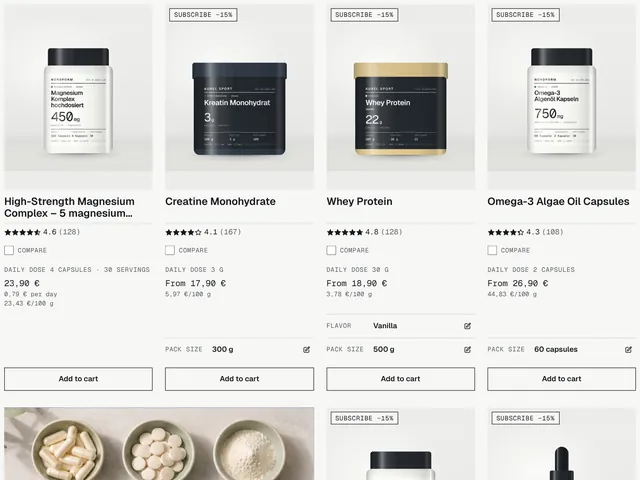 SUBSCRIBE −15%
SUBSCRIBE −15%
SUBSCRIBE −15%
Magnesium
Komplex
hochdosiert
450mg
Kreatin Monohydrat
3g
Whey Protein
22g
Omega-3
Algenöl Kapseln
750mg
High-Strength Magnesium
Complex – 5 magnesium…
4.6 (128)
COMPARE
DAILY DOSE 4 CAPSULES · 30 SERVINGS
23,90 €
0,79 € per day
23,43 €/100 g
Add to cart
Creatine Monohydrate
4.1 (167)
COMPARE
DAILY DOSE 3 G
From 17,90 €
5,97 €/100 g
PACK SIZE 300 g
Add to cart
Whey Protein
4.8 (128)
COMPARE
DAILY DOSE 30 G
From 18,90 €
3,78 €/100 g
FLAVOR Vanilla
PACK SIZE 500 g
Add to cart
Omega-3 Algae Oil Capsules
4.3 (108)
COMPARE
DAILY DOSE 2 CAPSULES
From 26,90 €
44,83 €/100 g
PACK SIZE 60 capsules
Add to cart
SUBSCRIBE −15%
SUBSCRIBE −15%